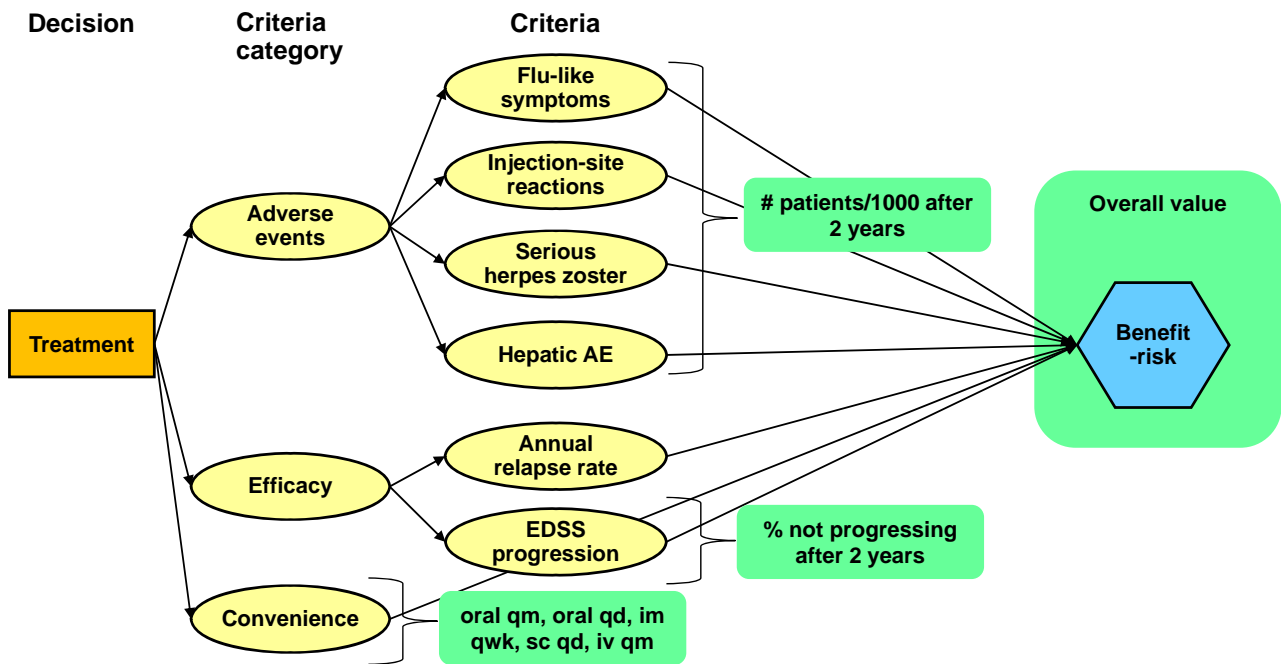 Decision
Criteria
category
Criteria
Flu-like
symptoms
Injection-site
reactions
# patients/1000 after
2 years
Overall value
Adverse
events
Serious
herpes zoster
Treatment
Hepatic AE
Benefit
-risk
Annual
relapse rate
Efficacy
EDSS
progression
% not progressing
after 2 years
Convenience
oral qm, oral qd, im
qwk, sc qd, iv qm